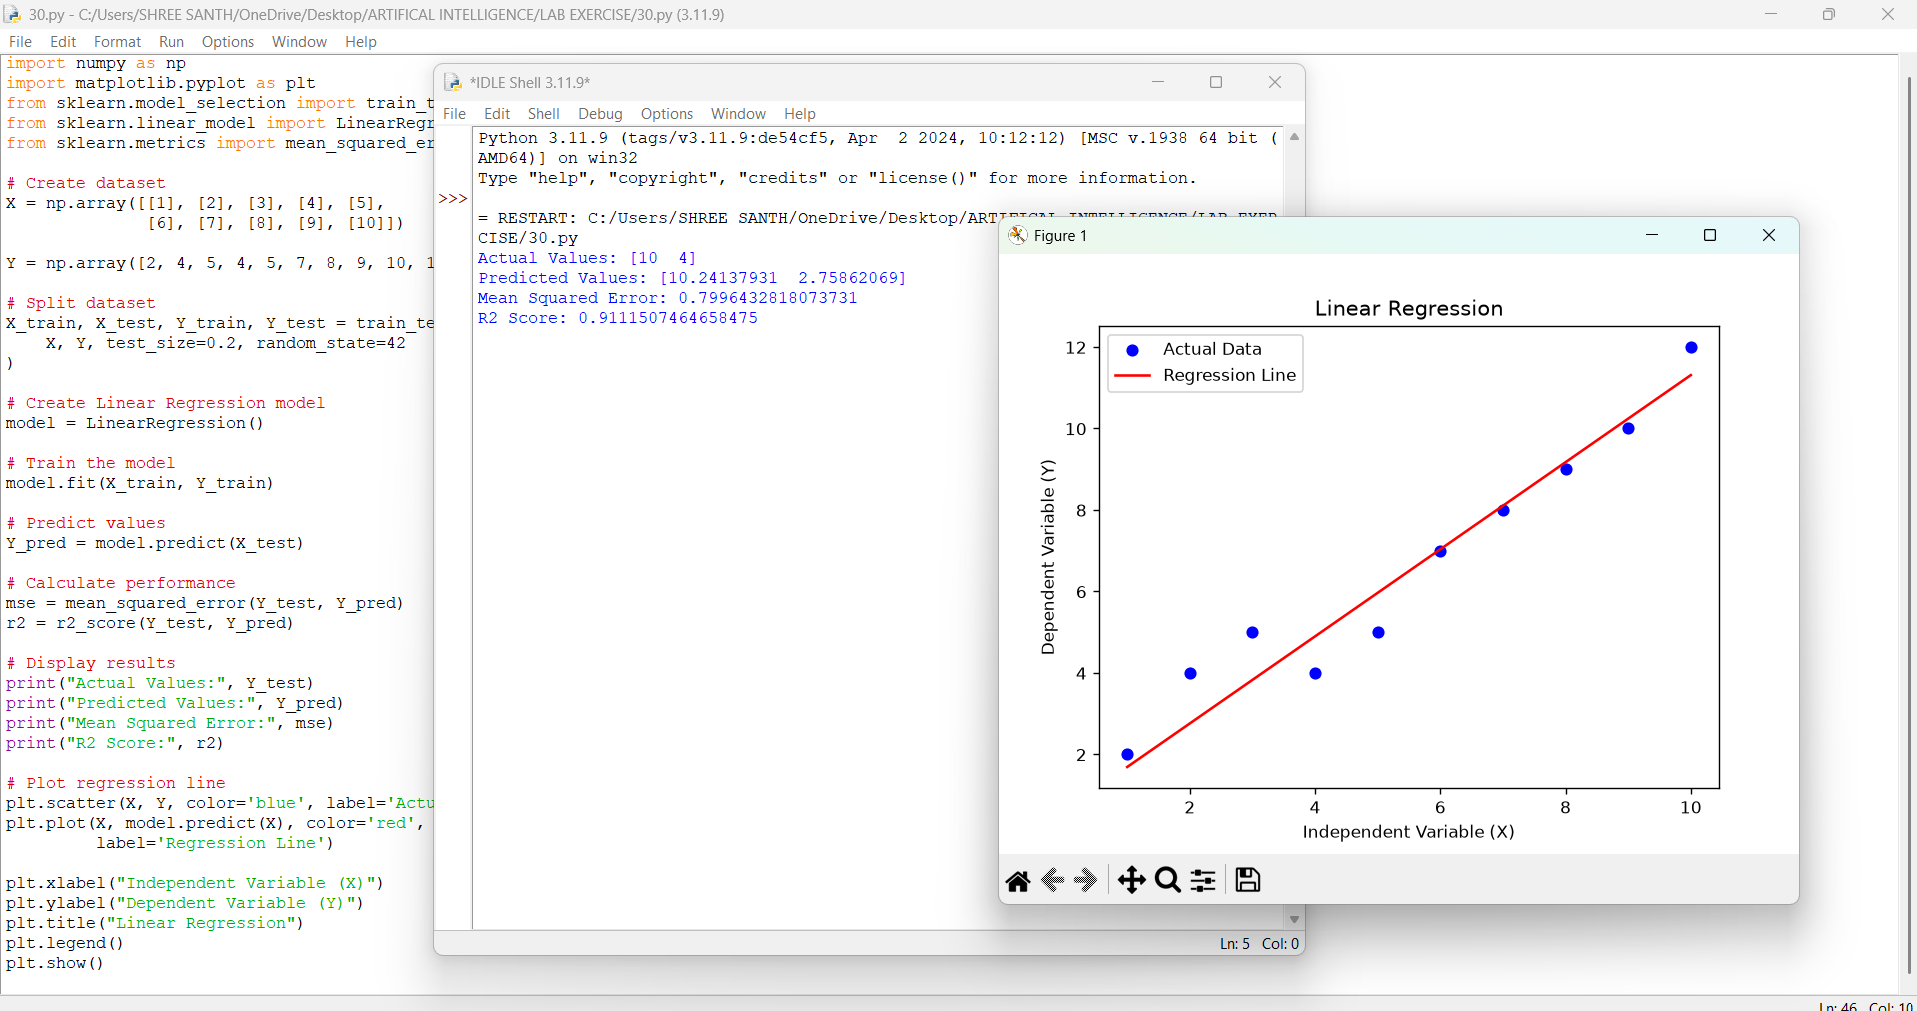 30.py - C:/Users/SHREE SANTH/OneDrive/Desktop/ARTIFICAL INTELLIGENCE/LAB EXERCISE/30.py (3.11.9)
File Edit Format Run Options Window Help
import numpy as np
import matplotlib.pyplot as plt
from sklearn.model_selection import train_t
from sklearn.linear_model import LinearRegr
from sklearn.metrics import mean_squared_er
# Create dataset
X = np.array([[1], [2], [3], [4], [5],
[6], [7], [8], [9], [10]])
Y = np.array([2, 4, 5, 4, 5, 7, 8, 9, 10, 1
# Split dataset
X_train, X_test, Y_train, Y_test = train_te
X, Y, test_size=0.2, random_state=42
)
# Create Linear Regression model
model = LinearRegression()
# Train the model
model.fit(X_train, Y_train)
# Predict values
Y_pred = model.predict(X_test)
# Calculate performance
mse = mean_squared_error(Y_test, Y_pred)
r2 = r2_score(Y_test, Y_pred)
# Display results
print("Actual Values:", Y_test)
print("Predicted Values:", Y_pred)
print("Mean Squared Error:", mse)
print("R2 Score:", r2)
# Plot regression line
plt.scatter(X, Y, color='blue', label='Actu
plt.plot(X, model.predict(X), color='red',
label='Regression Line')
plt.xlabel("Independent Variable (X)")
plt.ylabel("Dependent Variable (Y)")
plt.title("Linear Regression")
plt.legend()
plt.show()
*IDLE Shell 3.11.9*
File Edit Shell Debug Options Window Help
Python 3.11.9 (tags/v3.11.9:de54cf5, Apr  2 2024, 10:12:12) [MSC v.1938 64 bit (
AMD64)] on win32
Type "help", "copyright", "credits" or "license()" for more information.
>>>
= RESTART: C:/Users/SHREE SANTH/OneDrive/Desktop/ARTIFICAL INTELLIGENCE/LAB EXER
CISE/30.py
Actual Values: [10  4]
Predicted Values: [10.24137931  2.75862069]
Mean Squared Error: 0.7996432818073731
R2 Score: 0.9111507464658475
Ln: 5 Col: 0
Figure 1
Linear Regression
Actual Data
Regression Line
12
10
8
6
4
2
Dependent Variable (Y)
2 4 6 8 10
Independent Variable (X)
Ln: 46 Col: 10